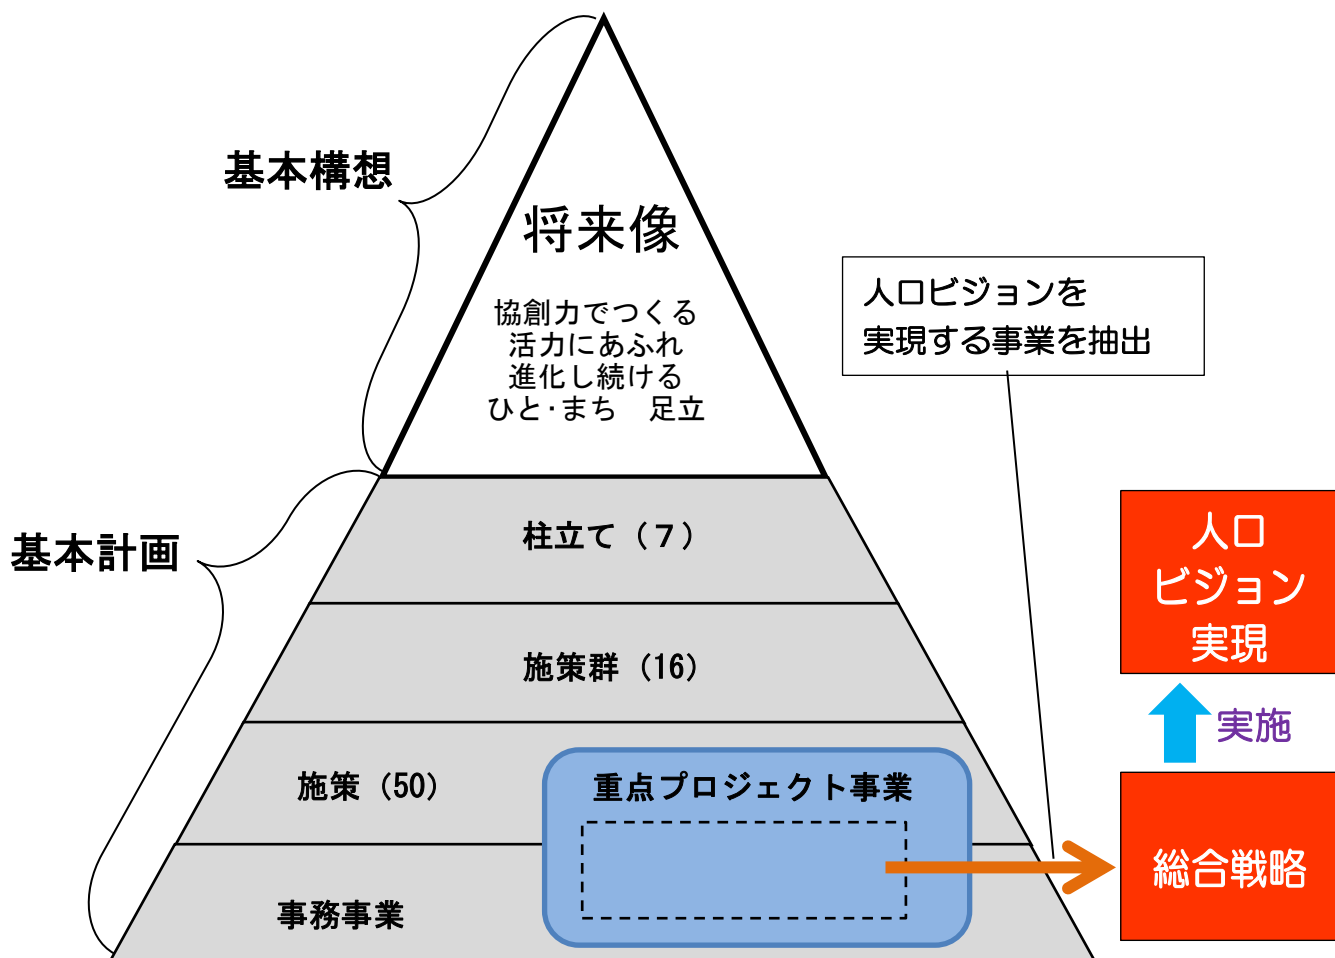 基本構想
将来像
協創力でつくる
活力にあふれ
進化し続ける
ひと・まち　足立
人口ビジョンを
実現する事業を抽出
基本計画
柱立て（７）
施策群（16）
施策（50）
重点プロジェクト事業
事務事業
人口
ビジョン
実現
実施
総合戦略